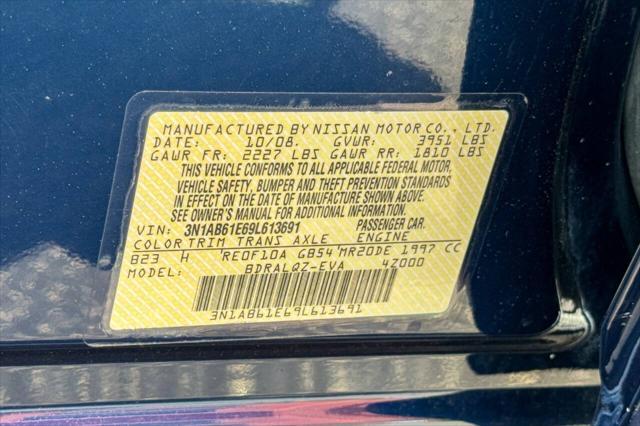 MANUFACTURED BY NISSAN MOTOR CO., LTD.
DATE: 10/08. GVWR: 3951 LBS
GAWR FR: 2227 LBS GAWR RR: 1810 LBS
THIS VEHICLE CONFORMS TO ALL APPLICABLE FEDERAL MOTOR
VEHICLE SAFETY, BUMPER AND THEFT PREVENTION STANDARDS
IN EFFECT ON THE DATE OF MANUFACTURE SHOWN ABOVE.
SEE OWNER'S MANUAL FOR ADDITIONAL INFORMATION.
VIN: 3N1AB61E69L613691 PASSENGER CAR.
COLOR TRIM TRANS AXLE ENGINE
B23 H 'RE0F10A GB54'MR20DE 1997 CC
MODEL: BDRALQZ-EVA 4Z000
3N1AB61E69L613691